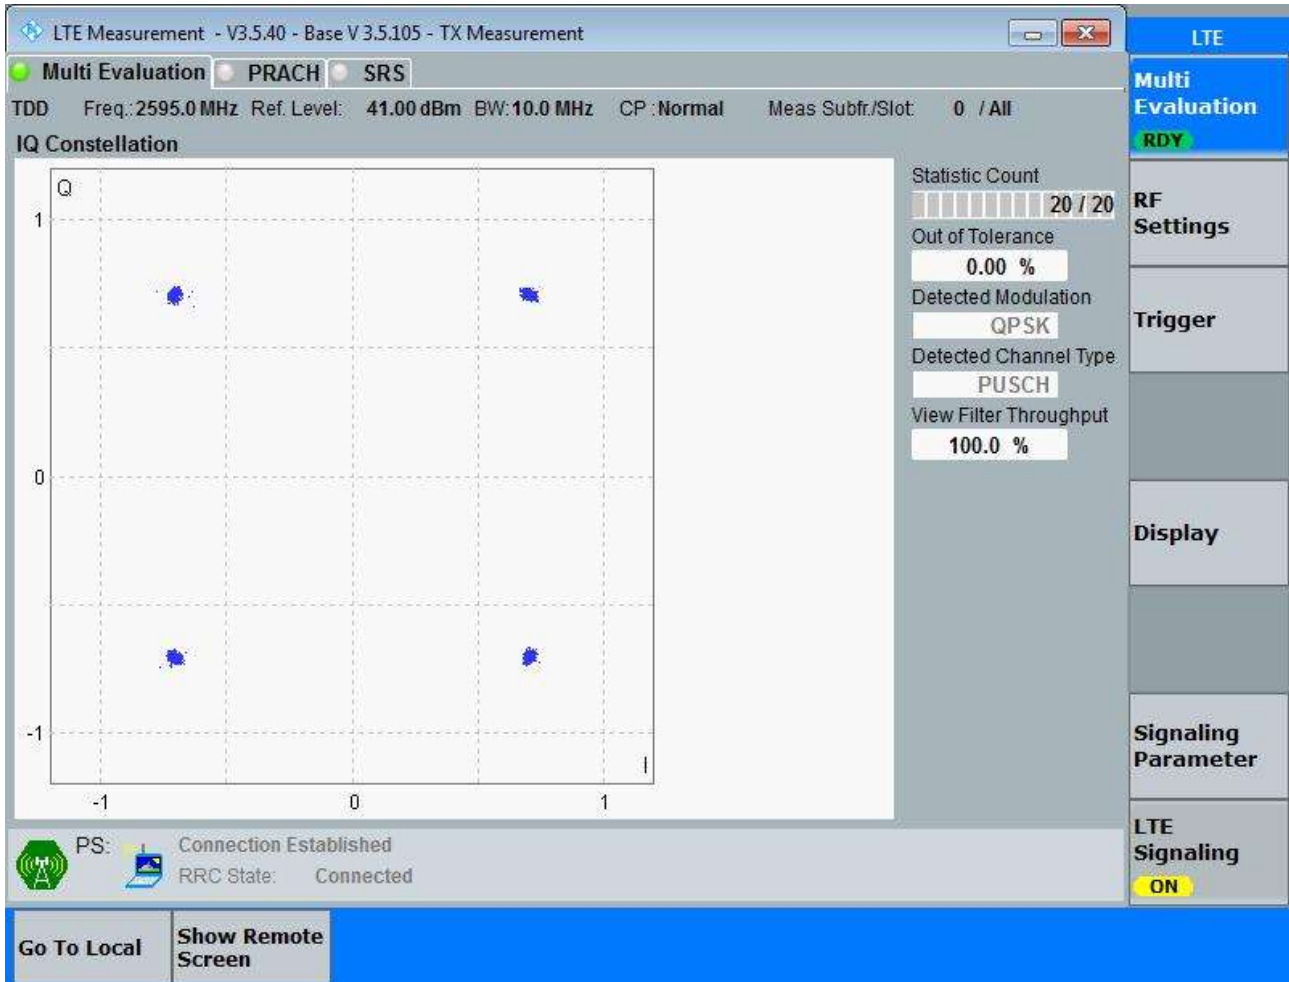 LTE Measurement - V3.5.40 - Base V 3.5.105 - TX Measurement
LTE
Multi Evaluation PRACH SRS
Multi
Evaluation
RDY
TDD Freq.: 2595.0 MHz Ref. Level: 41.00 dBm BW: 10.0 MHz CP : Normal Meas Subfr./Slot: 0 / All
IQ Constellation
Q
1
0
-1
I
-1 0 1
Statistic Count
20 / 20
Out of Tolerance
0.00 %
Detected Modulation
QPSK
Detected Channel Type
PUSCH
View Filter Throughput
100.0 %
RF
Settings
Trigger
Display
Signaling
Parameter
LTE
Signaling
ON
PS: Connection Established
RRC State: Connected
Go To Local
Show Remote
Screen